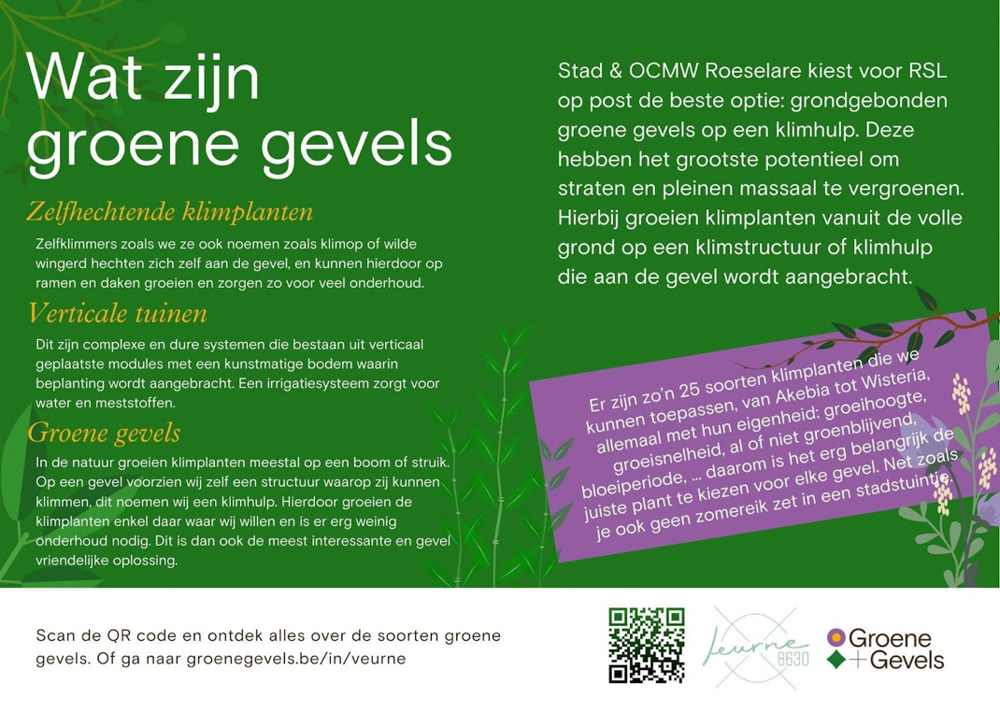 Wat zijn
groene gevels
Zelfhechtende klimplanten
Zelfklimmers zoals we ze ook noemen zoals klimop of wilde
wingerd hechten zich zelf aan de gevel, en kunnen hierdoor op
ramen en daken groeien en zorgen zo voor veel onderhoud.
Verticale tuinen
Dit zijn complexe en dure systemen die bestaan uit verticaal
geplaatste modules met een kunstmatige bodem waarin
beplanting wordt aangebracht. Een irrigatiesysteem zorgt voor
water en meststoffen.
Groene gevels
In de natuur groeien klimplanten meestal op een boom of struik.
Op een gevel voorzien wij zelf een structuur waarop zij kunnen
klimmen, dit noemen wij een klimhulp. Hierdoor groeien de
klimplanten enkel daar waar wij willen en is er erg weinig
onderhoud nodig. Dit is dan ook de meest interessante en gevel
vriendelijke oplossing.
Stad & OCMW Roeselare kiest voor RSL
op post de beste optie: grondgebonden
groene gevels op een klimhulp. Deze
hebben het grootste potentieel om
straten en pleinen massaal te vergroenen.
Hierbij groeien klimplanten vanuit de volle
grond op een klimstructuur of klimhulp
die aan de gevel wordt aangebracht.
Er zijn zo'n 25 soorten klimplanten die we
kunnen toepassen, van Akebia tot Wisteria,
allemaal met hun eigenheid: groeihoogte,
groeisnelheid, al of niet groenblijvend,
bloeiperiode, ... daarom is het erg belangrijk de
juiste plant te kiezen voor elke gevel. Net zoals
je ook geen zomereik zet in een stadstuintje.
Scan de QR code en ontdek alles over de soorten groene
gevels. Of ga naar groenegevels.be/in/veurne
Veurne
8630
Groene
+Gevels